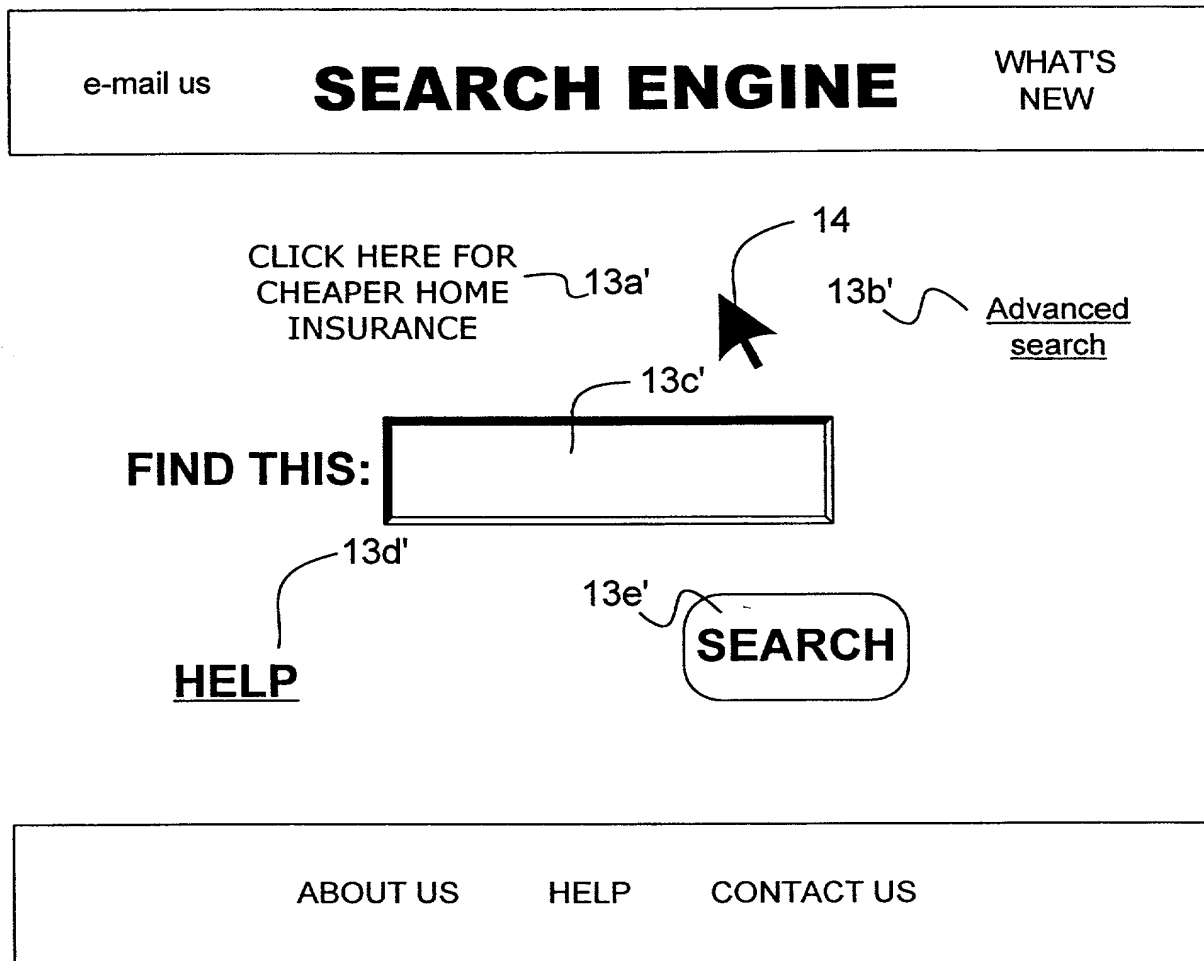 e-mail us
SEARCH ENGINE
WHAT'S
NEW
14
CLICK HERE FOR
CHEAPER HOME
INSURANCE
13a'
13b'
Advanced
search
13c'
FIND THIS:
13d'
13e'
SEARCH
HELP
ABOUT US HELP CONTACT US